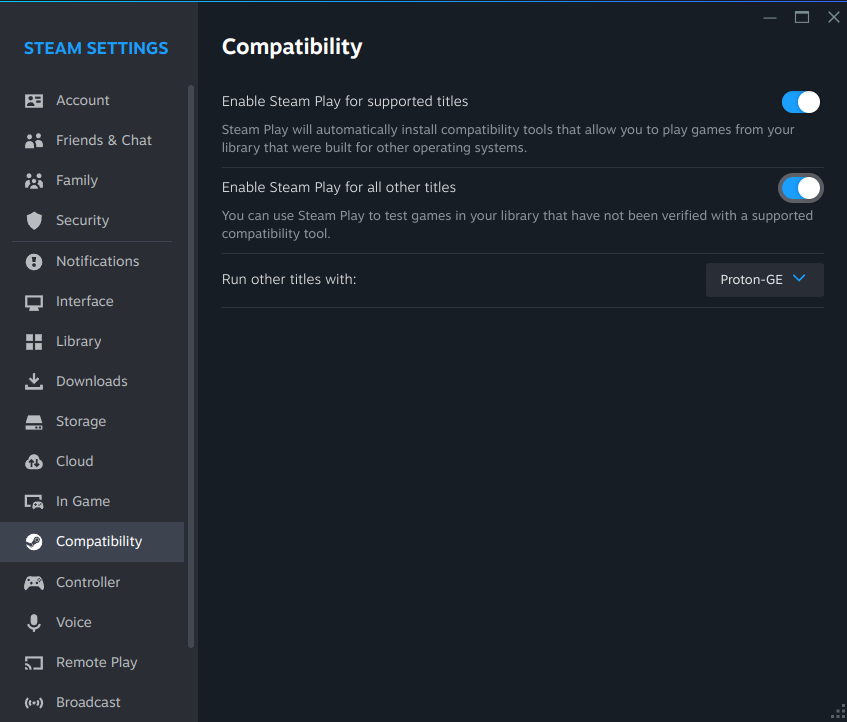 STEAM SETTINGS
Account
Friends & Chat
Family
Security
Notifications
Interface
Library
Downloads
Storage
Cloud
In Game
Compatibility
Controller
Voice
Remote Play
Broadcast
Compatibility
Enable Steam Play for supported titles
Steam Play will automatically install compatibility tools that allow you to play games from your
library that were built for other operating systems.
Enable Steam Play for all other titles
You can use Steam Play to test games in your library that have not been verified with a supported
compatibility tool.
Run other titles with:
Proton-GE